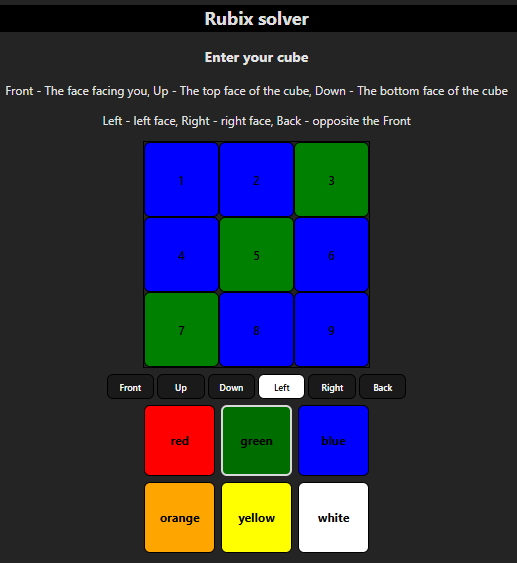 Rubix solver
Enter your cube
Front - The face facing you, Up - The top face of the cube, Down - The bottom face of the cube
Left - left face, Right - right face, Back - opposite the Front
1 2 3
4 5 6
7 8 9
Front Up Down Left Right Back
red green blue
orange yellow white